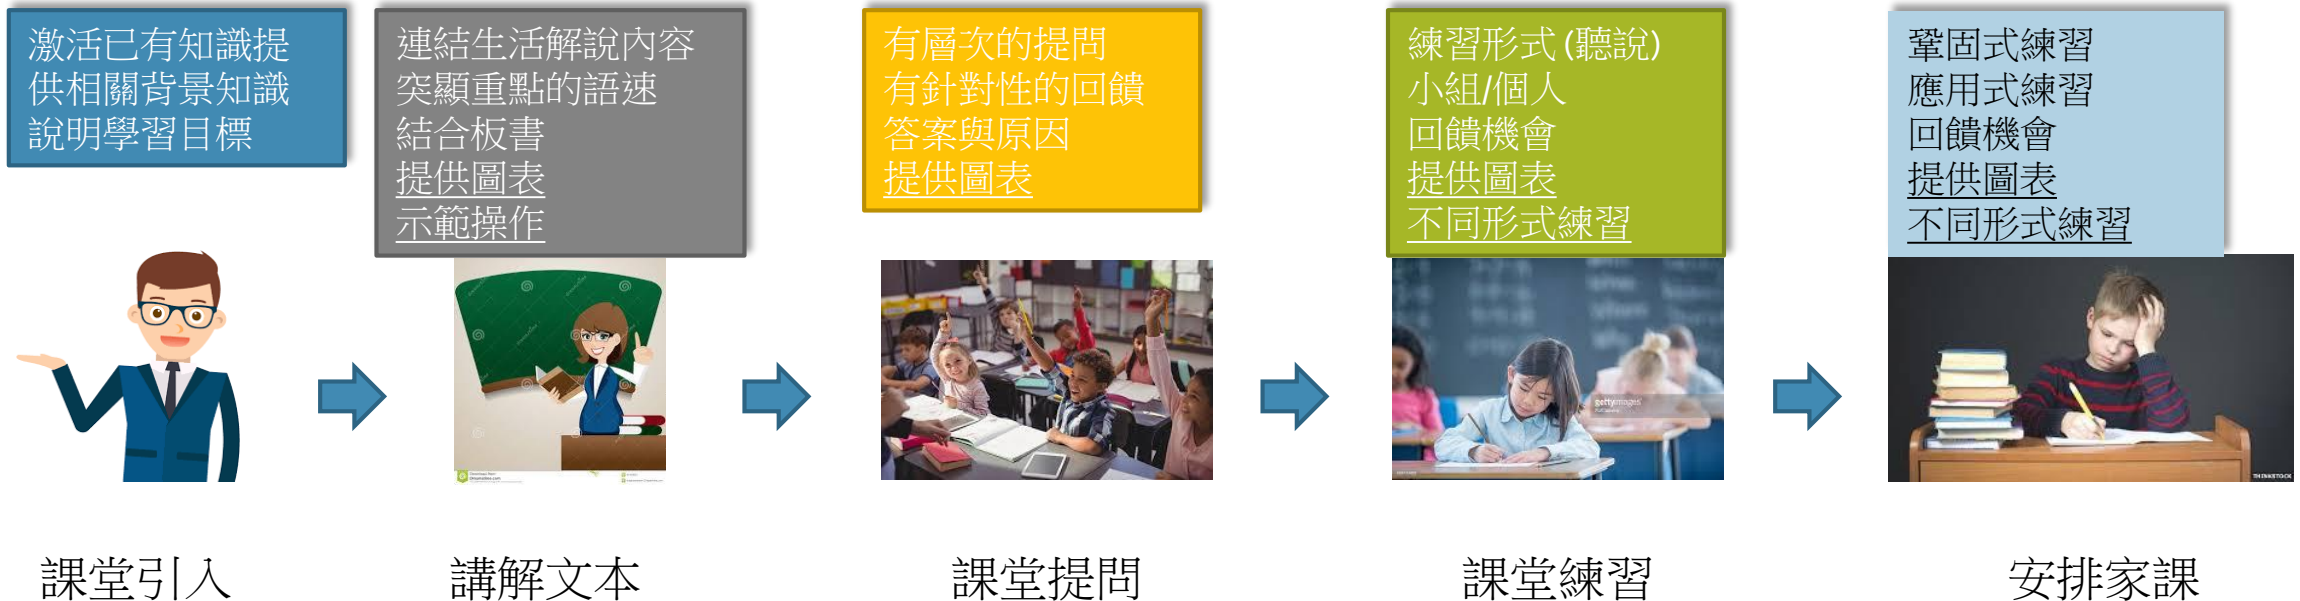 激活已有知識提
供相關背景知識
說明學習目標
連結生活解說內容
突顯重點的語速
結合板書
提供圖表
示範操作
有層次的提問
有針對性的回饋
答案與原因
提供圖表
練習形式(聽說)
小組/個人
回饋機會
提供圖表
不同形式練習
鞏固式練習
應用式練習
回饋機會
提供圖表
不同形式練習
gettyimages
THINKSTOCK
課堂引入
講解文本
課堂提問
課堂練習
安排家課